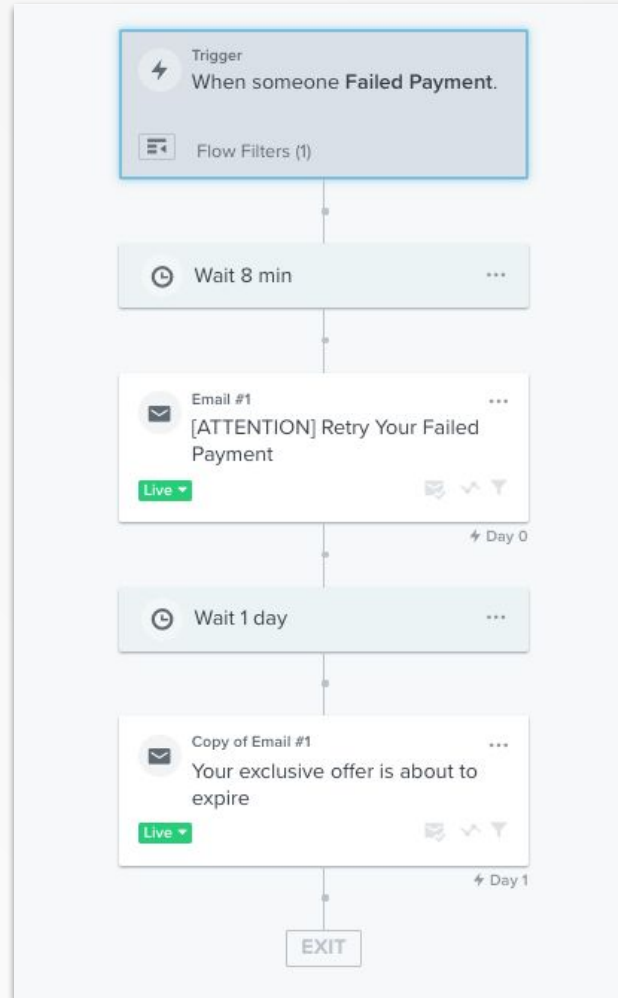 Trigger
When someone Failed Payment.
Flow Filters (1)
Wait 8 min
Email #1
[ATTENTION] Retry Your Failed
Payment
Live
Day 0
Wait 1 day
Copy of Email #1
Your exclusive offer is about to
expire
Live
Day 1
EXIT